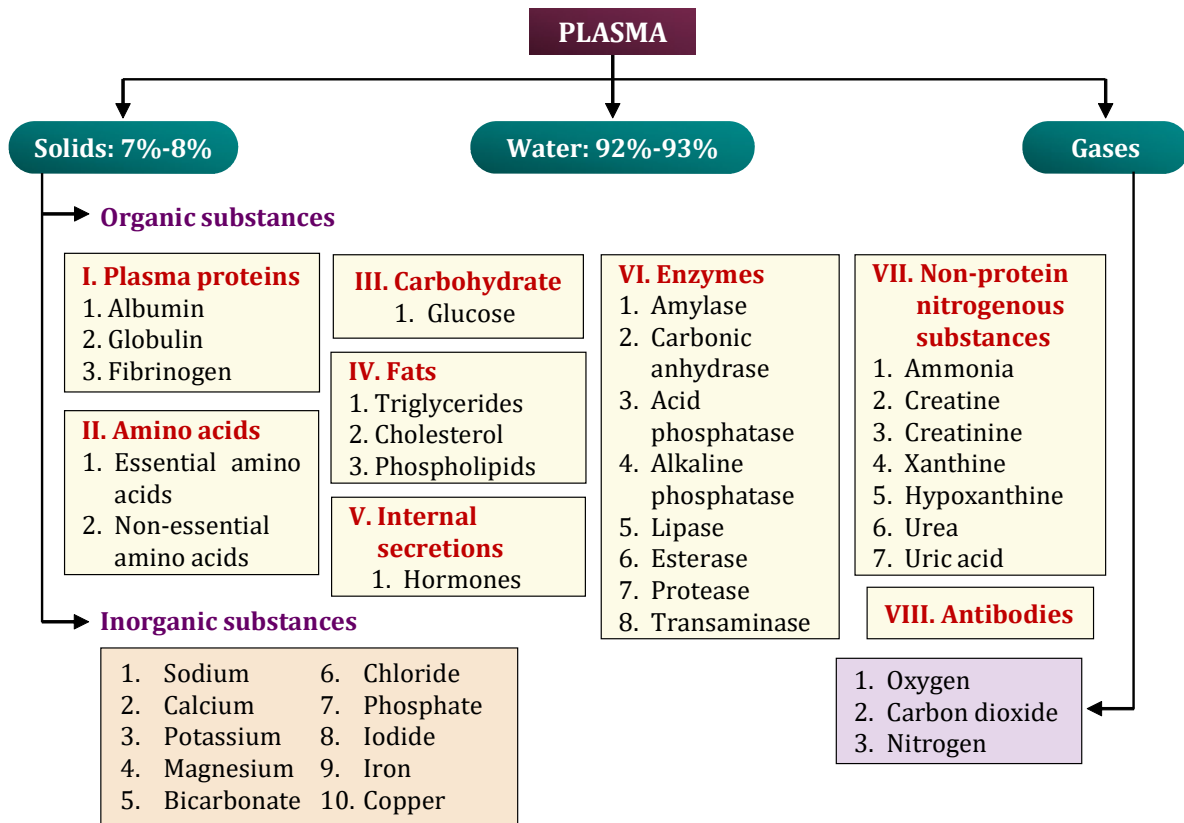 PLASMA
Solids: 7%-8%
Water: 92%-93%
Gases
Organic substances
I. Plasma proteins
1. Albumin
2. Globulin
3. Fibrinogen
II. Amino acids
1. Essential amino
acids
2. Non-essential
amino acids
III. Carbohydrate
1. Glucose
IV. Fats
1. Triglycerides
2. Cholesterol
3. Phospholipids
V. Internal
secretions
1. Hormones
VI. Enzymes
1. Amylase
2. Carbonic
anhydrase
3. Acid
phosphatase
4. Alkaline
phosphatase
5. Lipase
6. Esterase
7. Protease
8. Transaminase
VII. Non-protein
nitrogenous
substances
1. Ammonia
2. Creatine
3. Creatinine
4. Xanthine
5. Hypoxanthine
6. Urea
7. Uric acid
VIII. Antibodies
Inorganic substances
1. Sodium
2. Calcium
3. Potassium
4. Magnesium
5. Bicarbonate
6. Chloride
7. Phosphate
8. Iodide
9. Iron
10. Copper
1. Oxygen
2. Carbon dioxide
3. Nitrogen